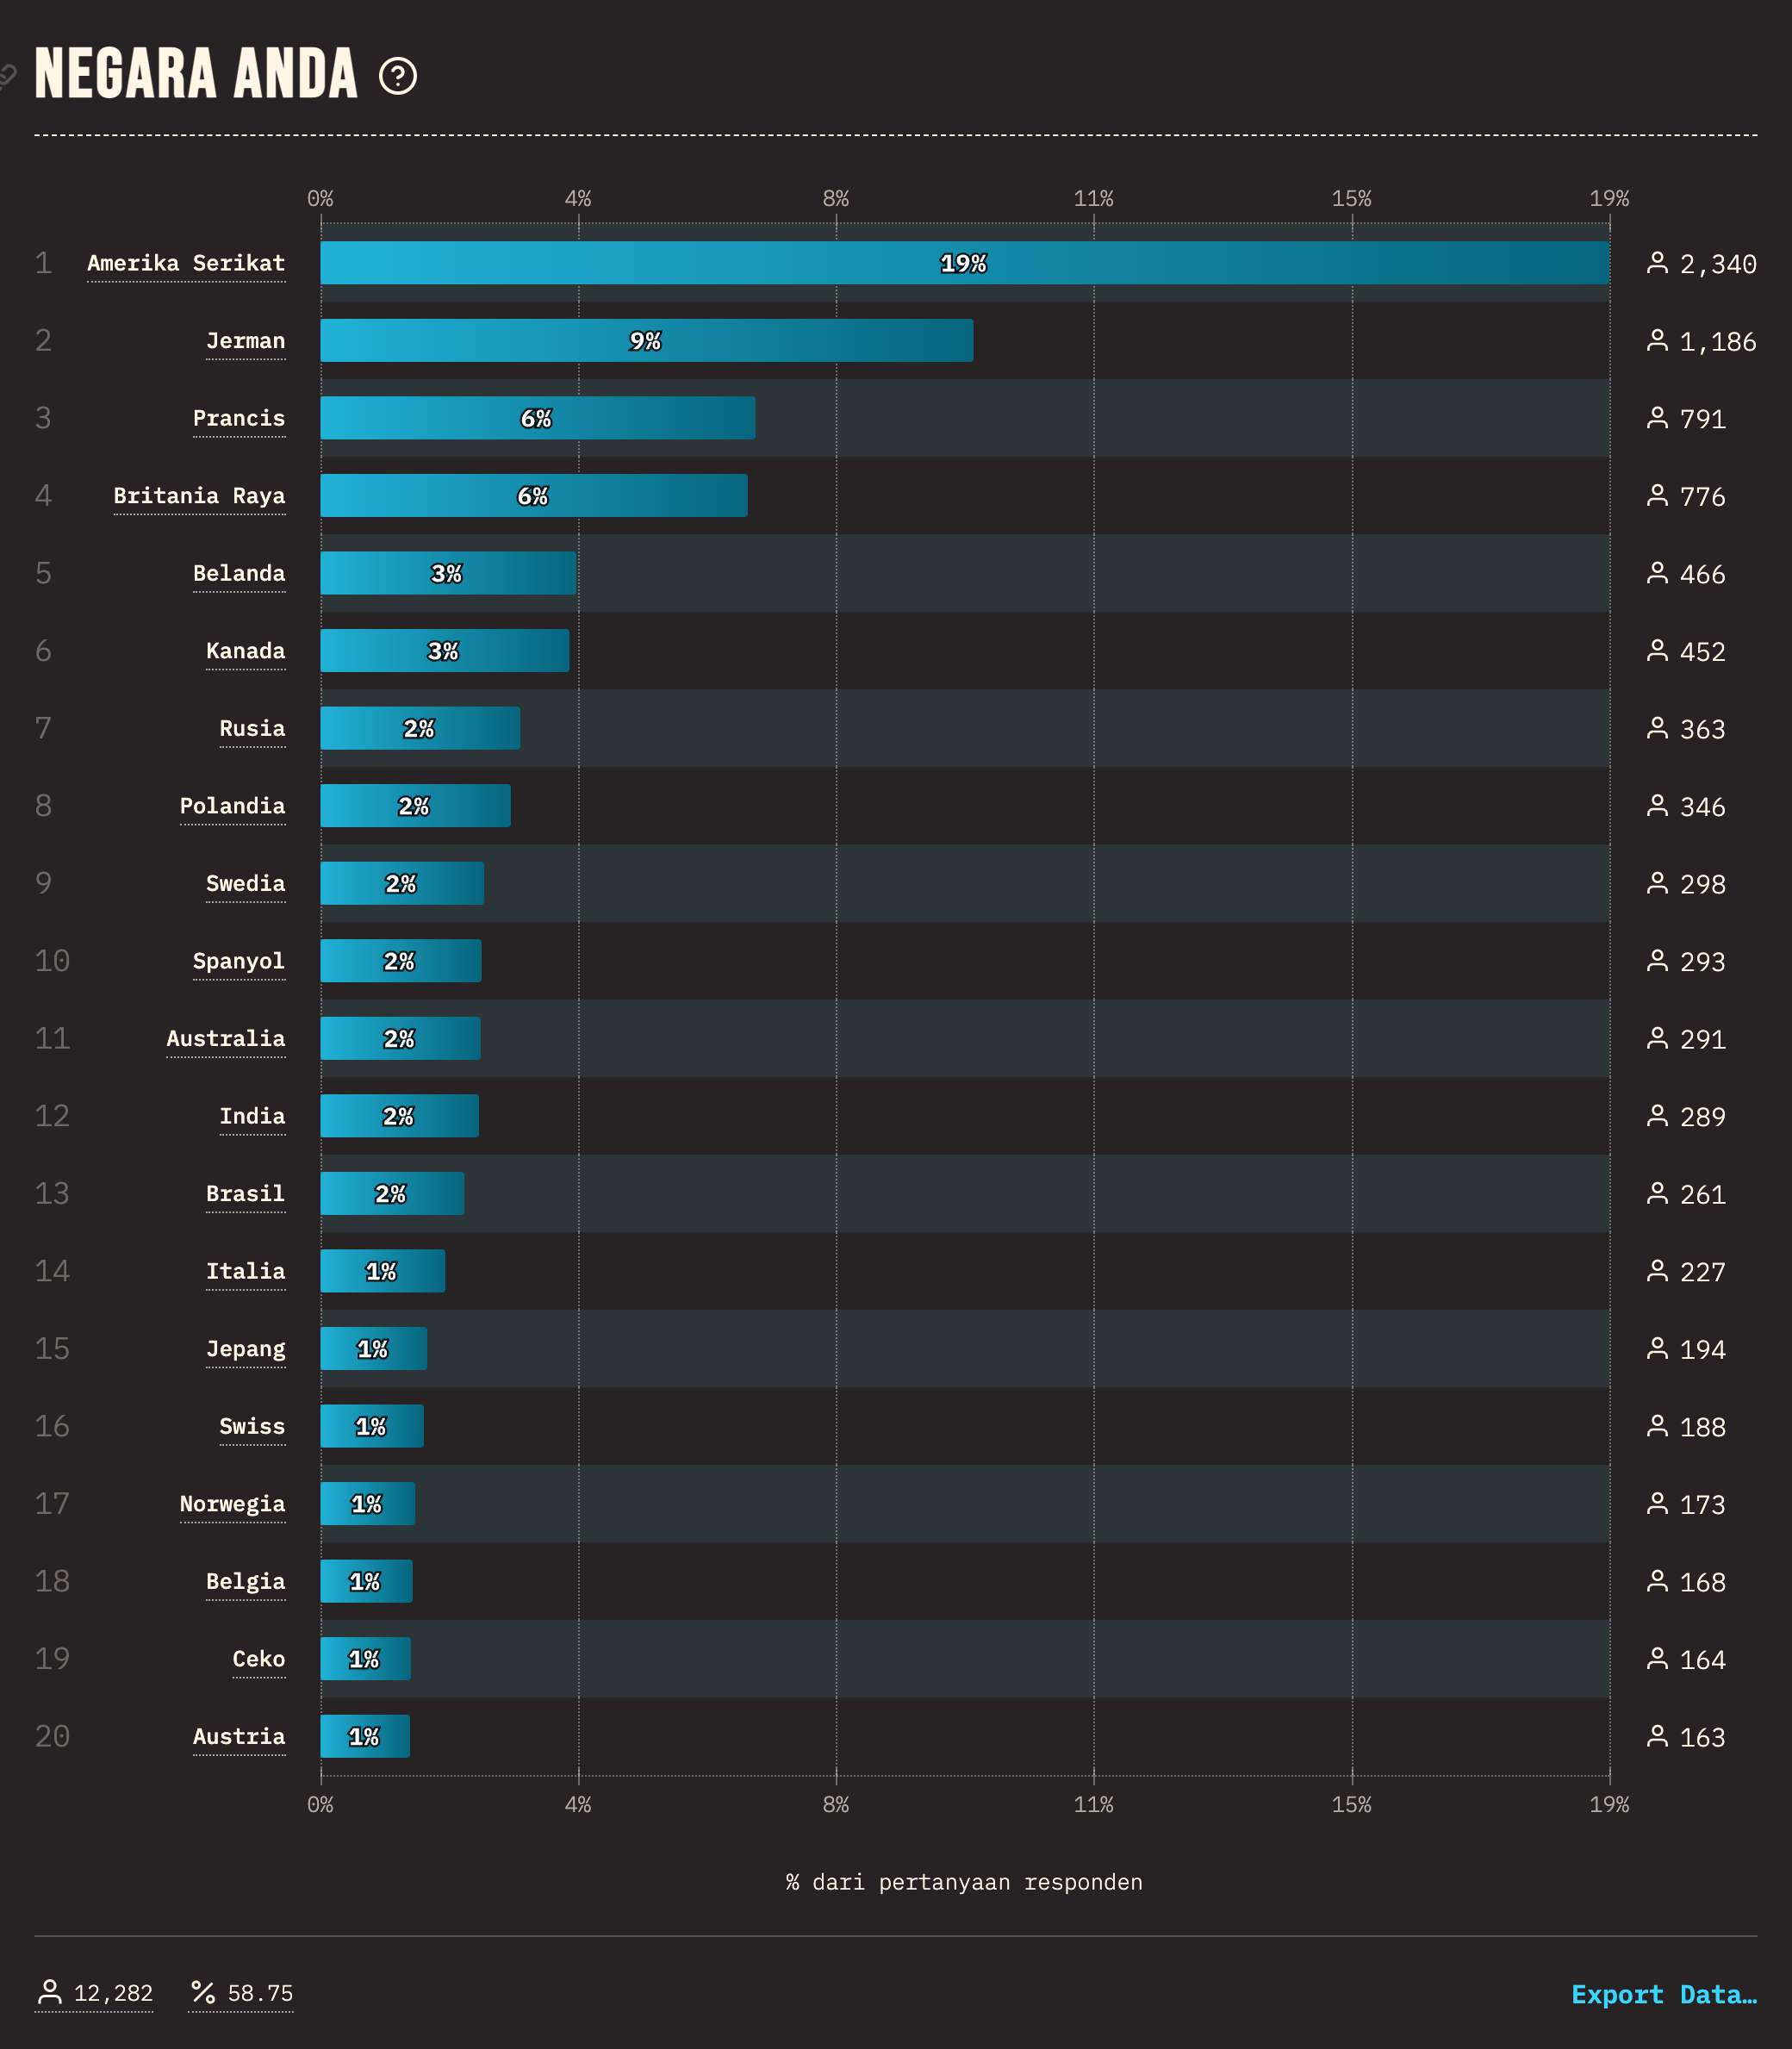 NEGARA ANDA ?
0% 4% 8% 11% 15% 19%
1 Amerika Serikat 19% 2,340
2 Jerman 9% 1,186
3 Prancis 6% 791
4 Britania Raya 6% 776
5 Belanda 3% 466
6 Kanada 3% 452
7 Rusia 2% 363
8 Polandia 2% 346
9 Swedia 2% 298
10 Spanyol 2% 293
11 Australia 2% 291
12 India 2% 289
13 Brasil 2% 261
14 Italia 1% 227
15 Jepang 1% 194
16 Swiss 1% 188
17 Norwegia 1% 173
18 Belgia 1% 168
19 Ceko 1% 164
20 Austria 1% 163
0% 4% 8% 11% 15% 19%
% dari pertanyaan responden
12,282 % 58.75 Export Data…